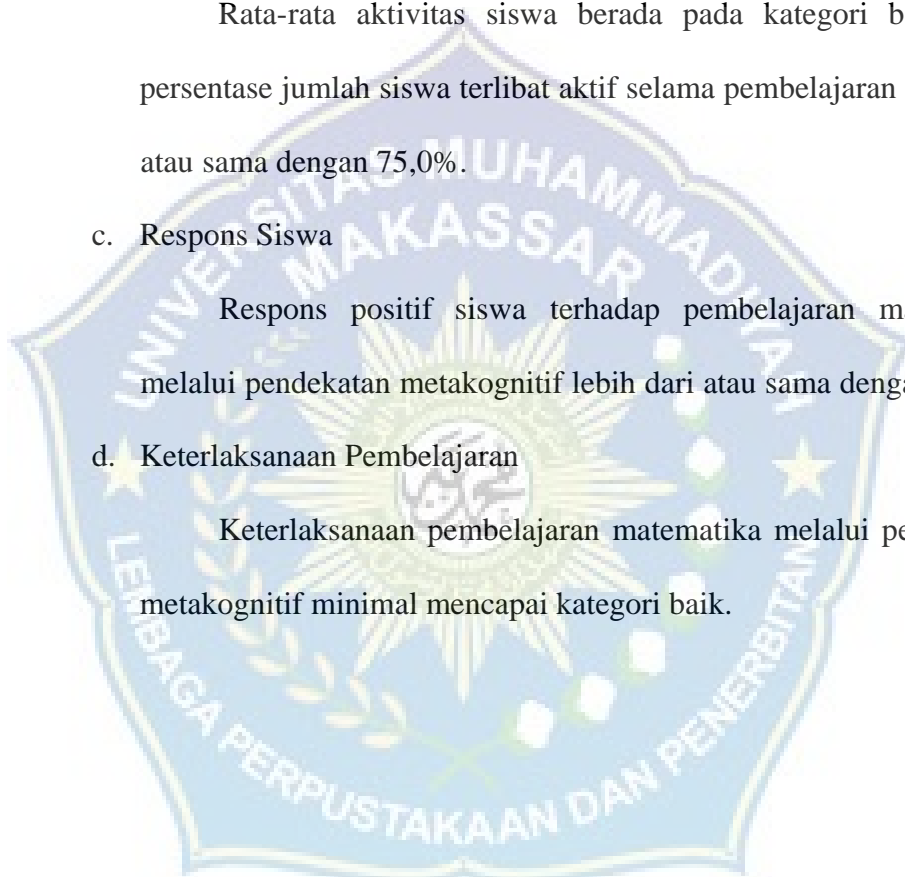 Rata-rata aktivitas siswa berada pada kategori b
persentase jumlah siswa terlibat aktif selama pembelajaran
atau sama dengan 75,0%.
c. Respons Siswa
Respons positif siswa terhadap pembelajaran ma
melalui pendekatan metakognitif lebih dari atau sama denga
d. Keterlaksanaan Pembelajaran
Keterlaksanaan pembelajaran matematika melalui pe
metakognitif minimal mencapai kategori baik.
UNIVERSITAS MUHAMMADIYAH
MAKASSAR
LEMBAGA PERPUSTAKAAN DAN PENERBITAN